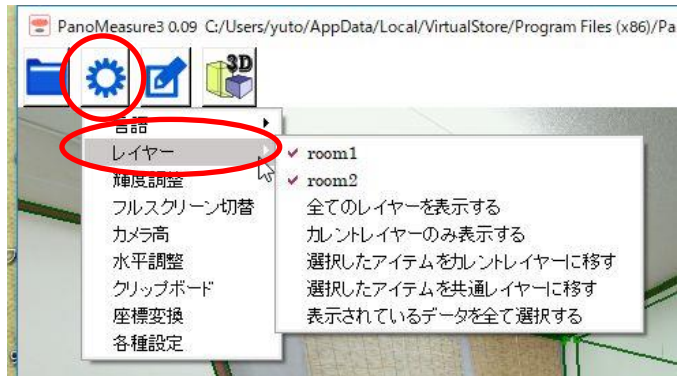 PanoMeasure3 0.09 C:/Users/yuto/AppData/Local/VirtualStore/Program Files (x86)/Pa
3D
言語
レイヤー
輝度調整
フルスクリーン切替
カメラ高
水平調整
クリップボード
座標変換
各種設定
room1
room2
全てのレイヤーを表示する
カレントレイヤーのみ表示する
選択したアイテムをカレントレイヤーに移す
選択したアイテムを共通レイヤーに移す
表示されているデータを全て選択する